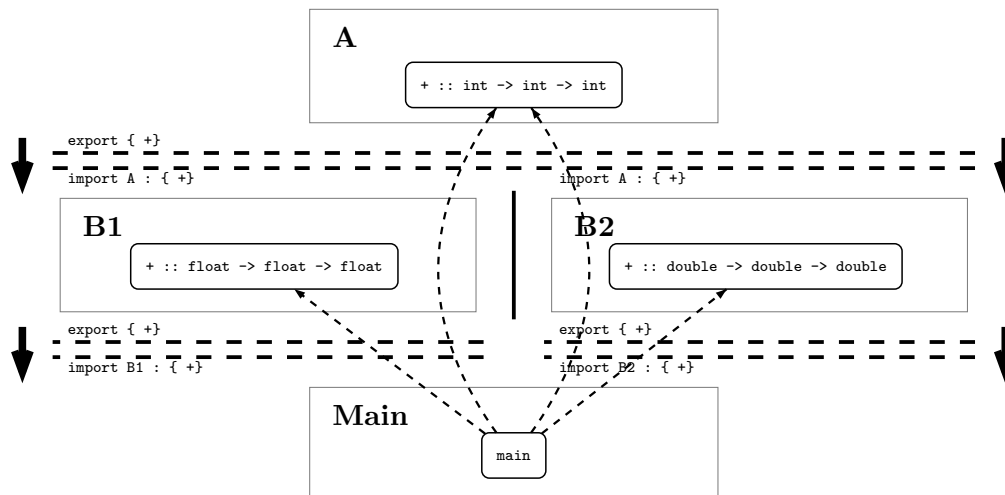 A
+ :: int -> int -> int
export { +}
import A : { +}
import A : { +}
B1
B2
+ :: float -> float -> float
+ :: double -> double -> double
export { +}
export { +}
import B1 : { +}
import B2 : { +}
Main
main